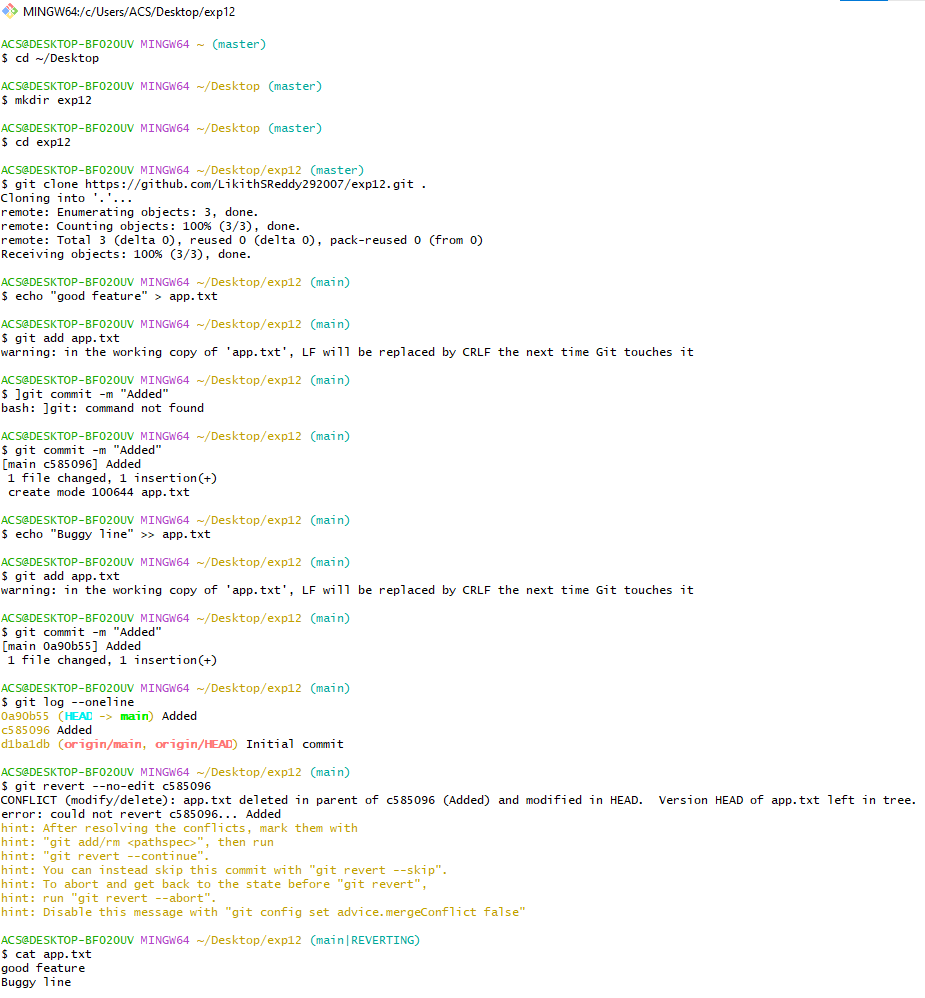 MINGW64:/c/Users/ACS/Desktop/exp12
ACS@DESKTOP-BFO2OUV MINGW64 ~ (master)
$ cd ~/Desktop
ACS@DESKTOP-BFO2OUV MINGW64 ~/Desktop (master)
$ mkdir exp12
ACS@DESKTOP-BFO2OUV MINGW64 ~/Desktop (master)
$ cd exp12
ACS@DESKTOP-BFO2OUV MINGW64 ~/Desktop/exp12 (master)
$ git clone https://github.com/LikithSReddy292007/exp12.git .
Cloning into '.'...
remote: Enumerating objects: 3, done.
remote: Counting objects: 100% (3/3), done.
remote: Total 3 (delta 0), reused 0 (delta 0), pack-reused 0 (from 0)
Receiving objects: 100% (3/3), done.
ACS@DESKTOP-BFO2OUV MINGW64 ~/Desktop/exp12 (main)
$ echo "good feature" > app.txt
ACS@DESKTOP-BFO2OUV MINGW64 ~/Desktop/exp12 (main)
$ git add app.txt
warning: in the working copy of 'app.txt', LF will be replaced by CRLF the next time Git touches it
ACS@DESKTOP-BFO2OUV MINGW64 ~/Desktop/exp12 (main)
$ ]git commit -m "Added"
bash: ]git: command not found
ACS@DESKTOP-BFO2OUV MINGW64 ~/Desktop/exp12 (main)
$ git commit -m "Added"
[main c585096] Added
 1 file changed, 1 insertion(+)
 create mode 100644 app.txt
ACS@DESKTOP-BFO2OUV MINGW64 ~/Desktop/exp12 (main)
$ echo "Buggy line" >> app.txt
ACS@DESKTOP-BFO2OUV MINGW64 ~/Desktop/exp12 (main)
$ git add app.txt
warning: in the working copy of 'app.txt', LF will be replaced by CRLF the next time Git touches it
ACS@DESKTOP-BFO2OUV MINGW64 ~/Desktop/exp12 (main)
$ git commit -m "Added"
[main 0a90b55] Added
 1 file changed, 1 insertion(+)
ACS@DESKTOP-BFO2OUV MINGW64 ~/Desktop/exp12 (main)
$ git log --oneline
0a90b55 (HEAD -> main) Added
c585096 Added
d1ba1db (origin/main, origin/HEAD) Initial commit
ACS@DESKTOP-BFO2OUV MINGW64 ~/Desktop/exp12 (main)
$ git revert --no-edit c585096
CONFLICT (modify/delete): app.txt deleted in parent of c585096 (Added) and modified in HEAD.  Version HEAD of app.txt left in tree.
error: could not revert c585096... Added
hint: After resolving the conflicts, mark them with
hint: "git add/rm <pathspec>", then run
hint: "git revert --continue".
hint: You can instead skip this commit with "git revert --skip".
hint: To abort and get back to the state before "git revert",
hint: run "git revert --abort".
hint: Disable this message with "git config set advice.mergeConflict false"
ACS@DESKTOP-BFO2OUV MINGW64 ~/Desktop/exp12 (main|REVERTING)
$ cat app.txt
good feature
Buggy line